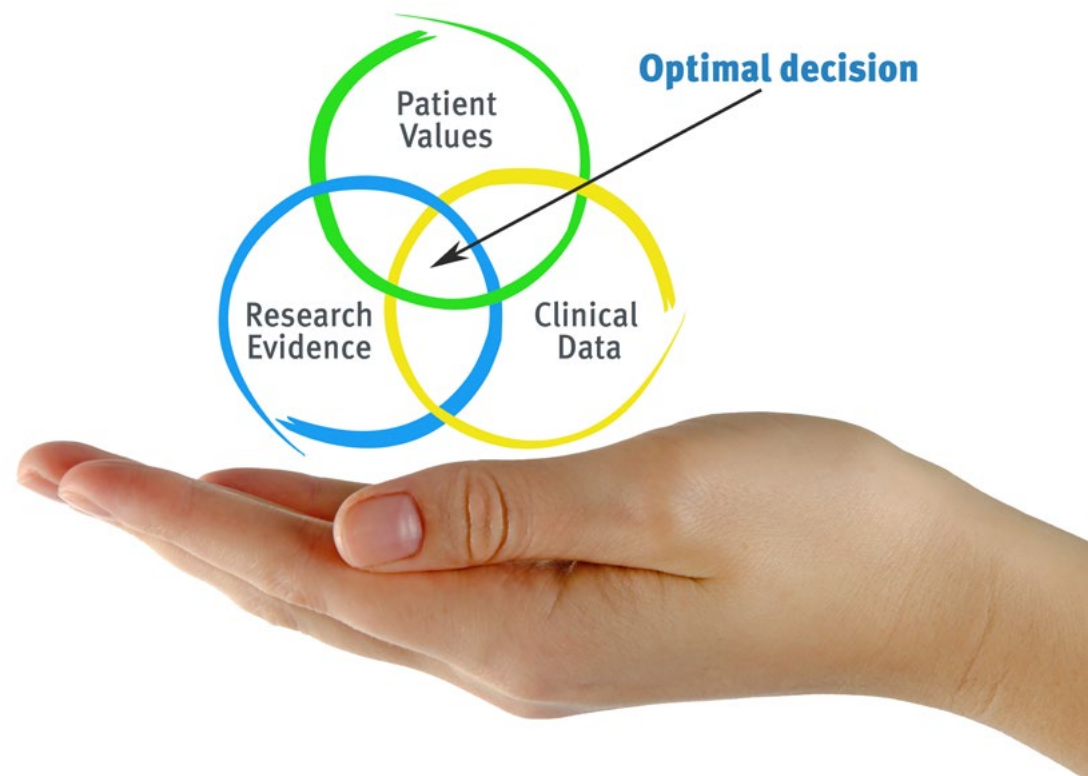 Optimal decision
Patient
Values
Research
Evidence
Clinical
Data